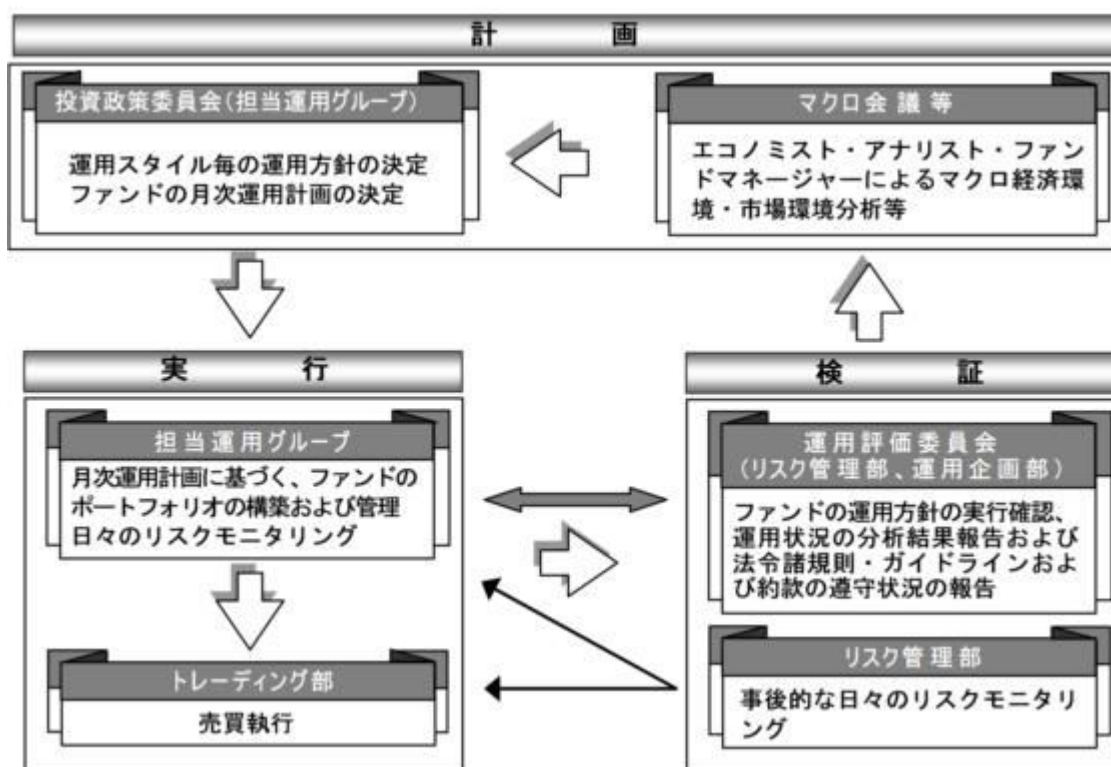 計画
投資政策委員会(担当運用グループ)
運用スタイル毎の運用方針の決定
ファンドの月次運用計画の決定
マクロ会議等
エコノミスト・アナリスト・ファン
ドマネージャーによるマクロ経済環
境・市場環境分析等
実行
担当運用グループ
月次運用計画に基づく、ファンドの
ポートフォリオの構築および管理
日々のリスクモニタリング
トレーディング部
売買執行
検証
運用評価委員会
(リスク管理部、運用企画部)
ファンドの運用方針の実行確認、
運用状況の分析結果報告および
法令諸規則・ガイドラインおよ
び約款の遵守状況の報告
リスク管理部
事後的な日々のリスクモニタリ
ング